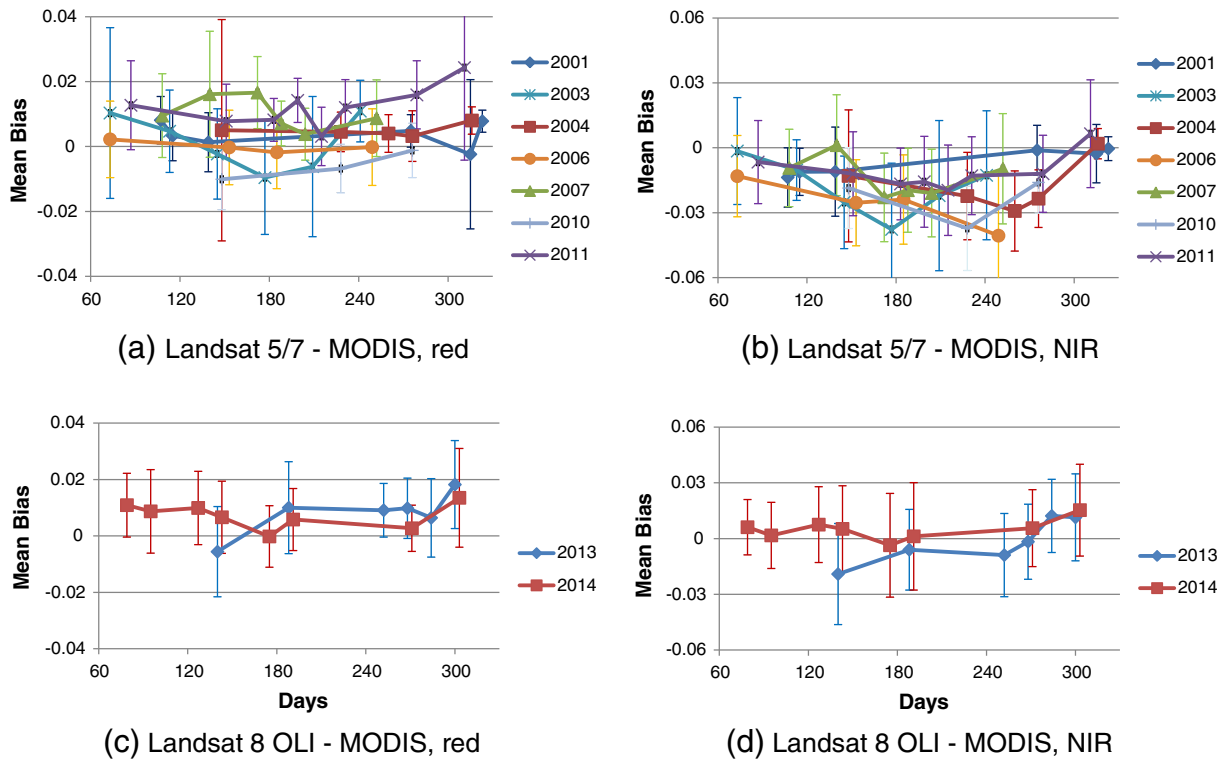 0.04
0.02
0
-0.02
-0.04
Mean Bias
60 120 180 240 300
2001
2003
2004
2006
2007
2010
2011
(a) Landsat 5/7 - MODIS, red
0.06
0.03
0
-0.03
-0.06
Mean Bias
60 120 180 240 300
2001
2003
2004
2006
2007
2010
2011
(b) Landsat 5/7 - MODIS, NIR
0.04
0.02
0
-0.02
-0.04
Mean Bias
60 120 180 240 300
Days
2013
2014
(c) Landsat 8 OLI - MODIS, red
0.06
0.03
0
-0.03
-0.06
Mean Bias
60 120 180 240 300
Days
2013
2014
(d) Landsat 8 OLI - MODIS, NIR